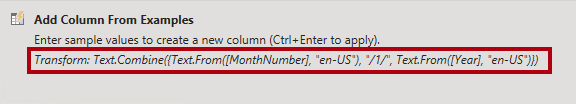 Add Column From Examples
Enter sample values to create a new column (Ctrl+Enter to apply).
Transform: Text.Combine({Text.From([MonthNumber], "en-US"), "/1/", Text.From([Year], "en-US")})